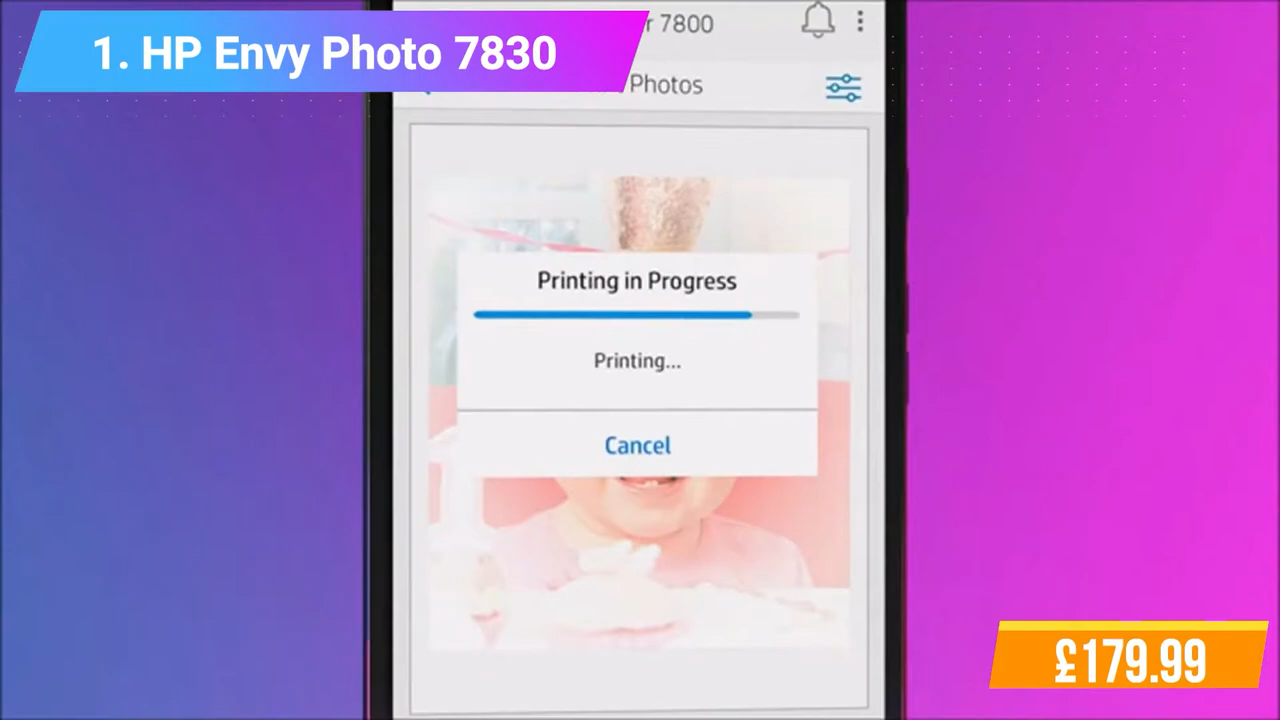 1. HP Envy Photo 7830
r 7800
Photos
Printing in Progress
Printing...
Cancel
£179.99